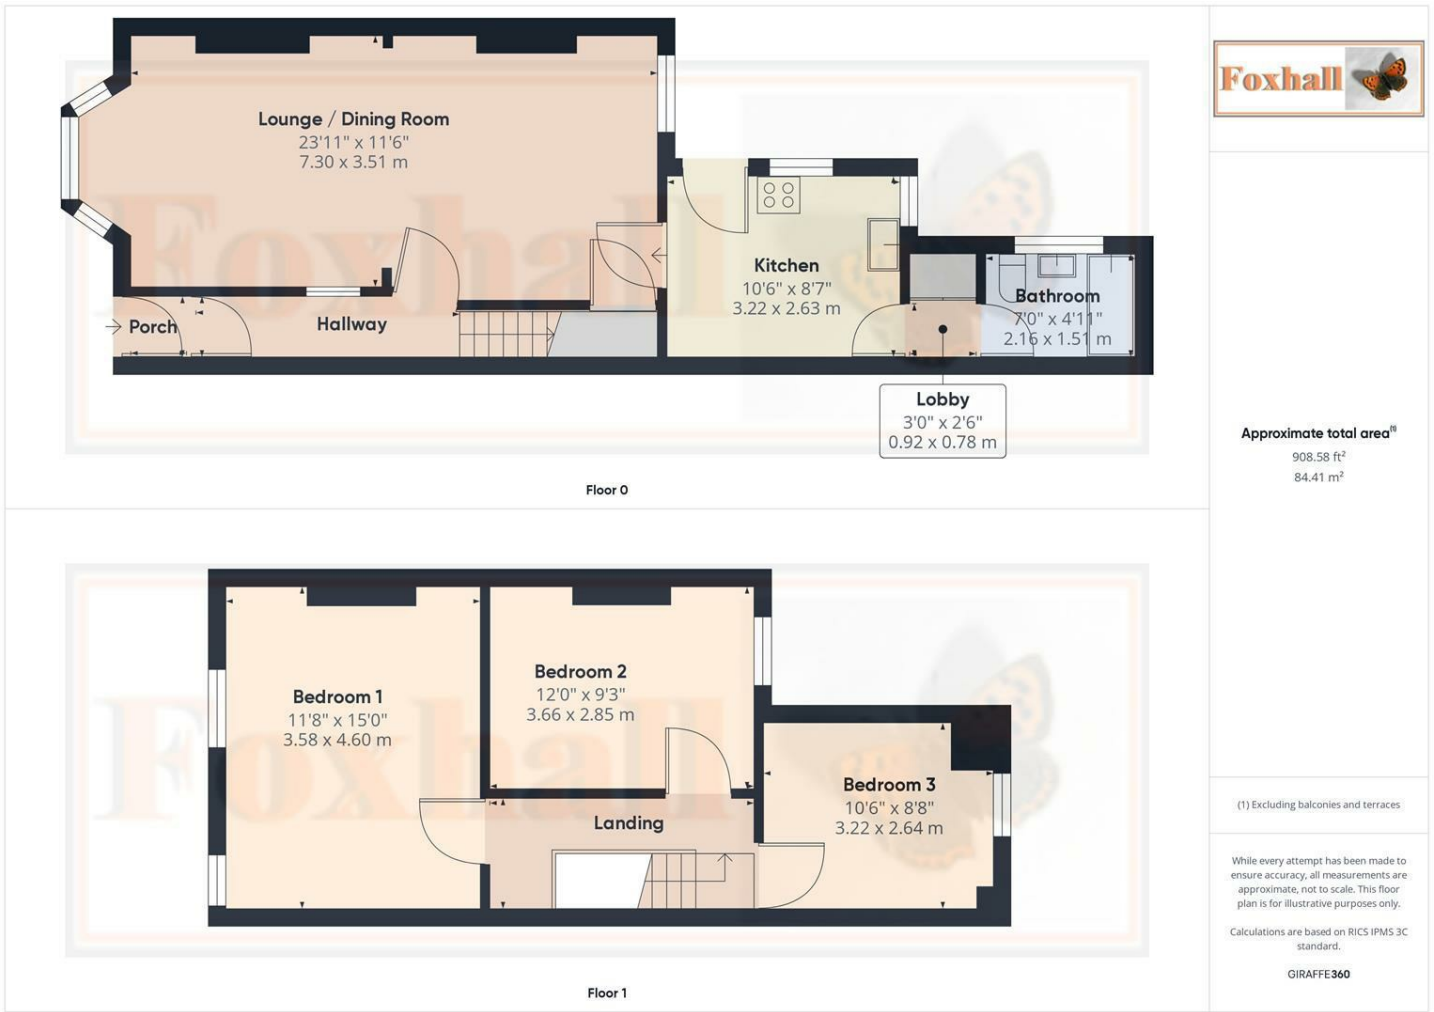 Lounge / Dining Room
23'11" x 11'6"
7.30 x 3.51 m
Kitchen
10'6" x 8'7"
3.22 x 2.63 m
Bathroom
7'0" x 4'11"
2.16 x 1.51 m
Porch
Hallway
Lobby
3'0" x 2'6"
0.92 x 0.78 m
Foxhall
Floor 0
Bedroom 1
11'8" x 15'0"
3.58 x 4.60 m
Bedroom 2
12'0" x 9'3"
3.66 x 2.85 m
Bedroom 3
10'6" x 8'8"
3.22 x 2.64 m
Landing
Foxhall
Floor 1
Foxhall
Approximate total area(1)
908.58 ft²
84.41 m²
(1) Excluding balconies and terraces
While every attempt has been made to
ensure accuracy, all measurements are
approximate, not to scale. This floor
plan is for illustrative purposes only.
Calculations are based on RICS IPMS 3C
standard.
GIRAFFE360